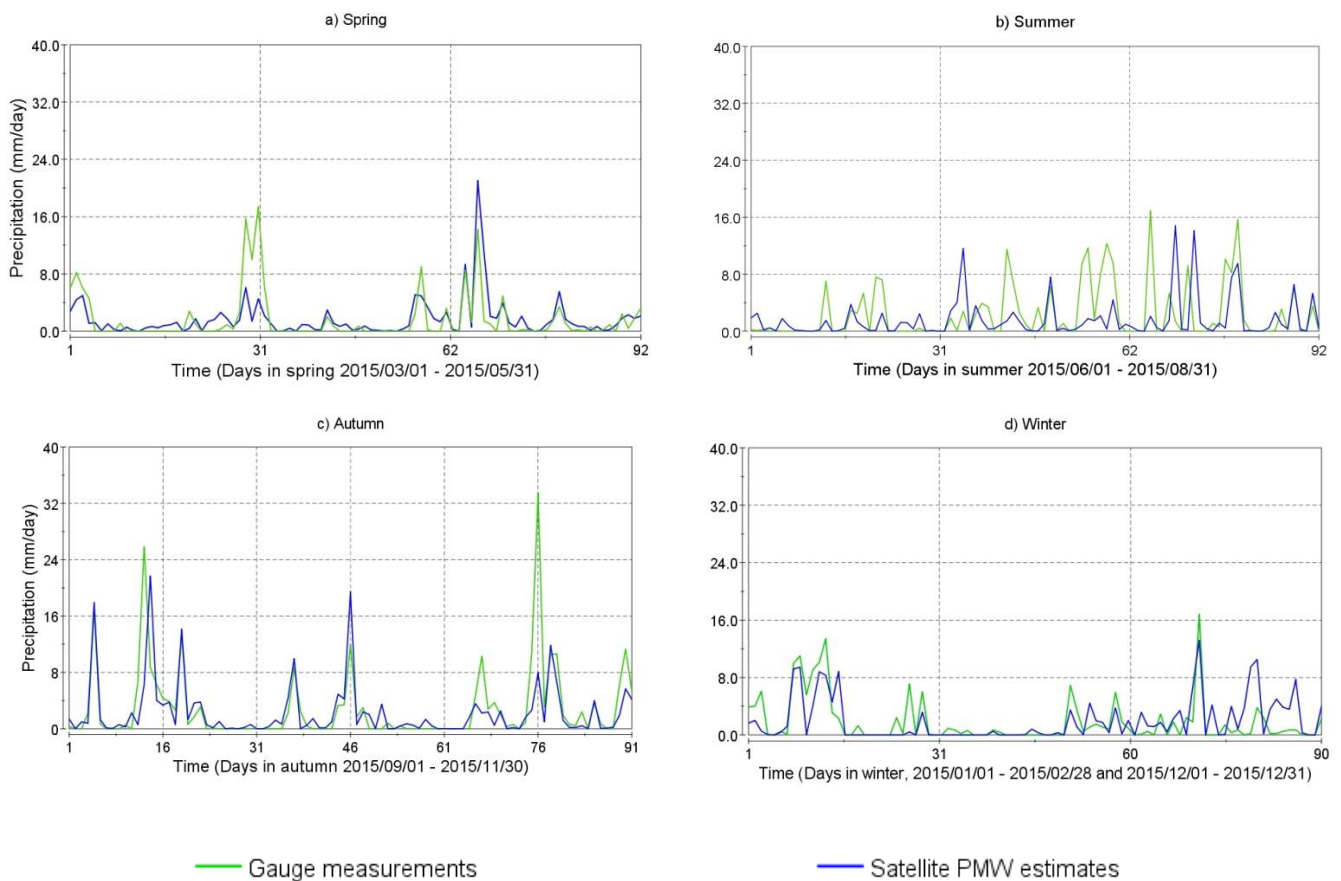 a) Spring
40.0
32.0
24.0
16.0
8.0
0.0
Precipitation (mm/day)
1 31 62 92
Time (Days in spring 2015/03/01 - 2015/05/31)
b) Summer
40.0
32.0
24.0
16.0
8.0
0.0
1 31 62 92
Time (Days in summer 2015/06/01 - 2015/08/31)
c) Autumn
40
32
24
16
8
0
Precipitation (mm/day)
1 16 31 46 61 76 91
Time (Days in autumn 2015/09/01 - 2015/11/30)
d) Winter
40.0
32.0
24.0
16.0
8.0
0.0
1 31 60 90
Time (Days in winter, 2015/01/01 - 2015/02/28 and 2015/12/01 - 2015/12/31)
Gauge measurements
Satellite PMW estimates